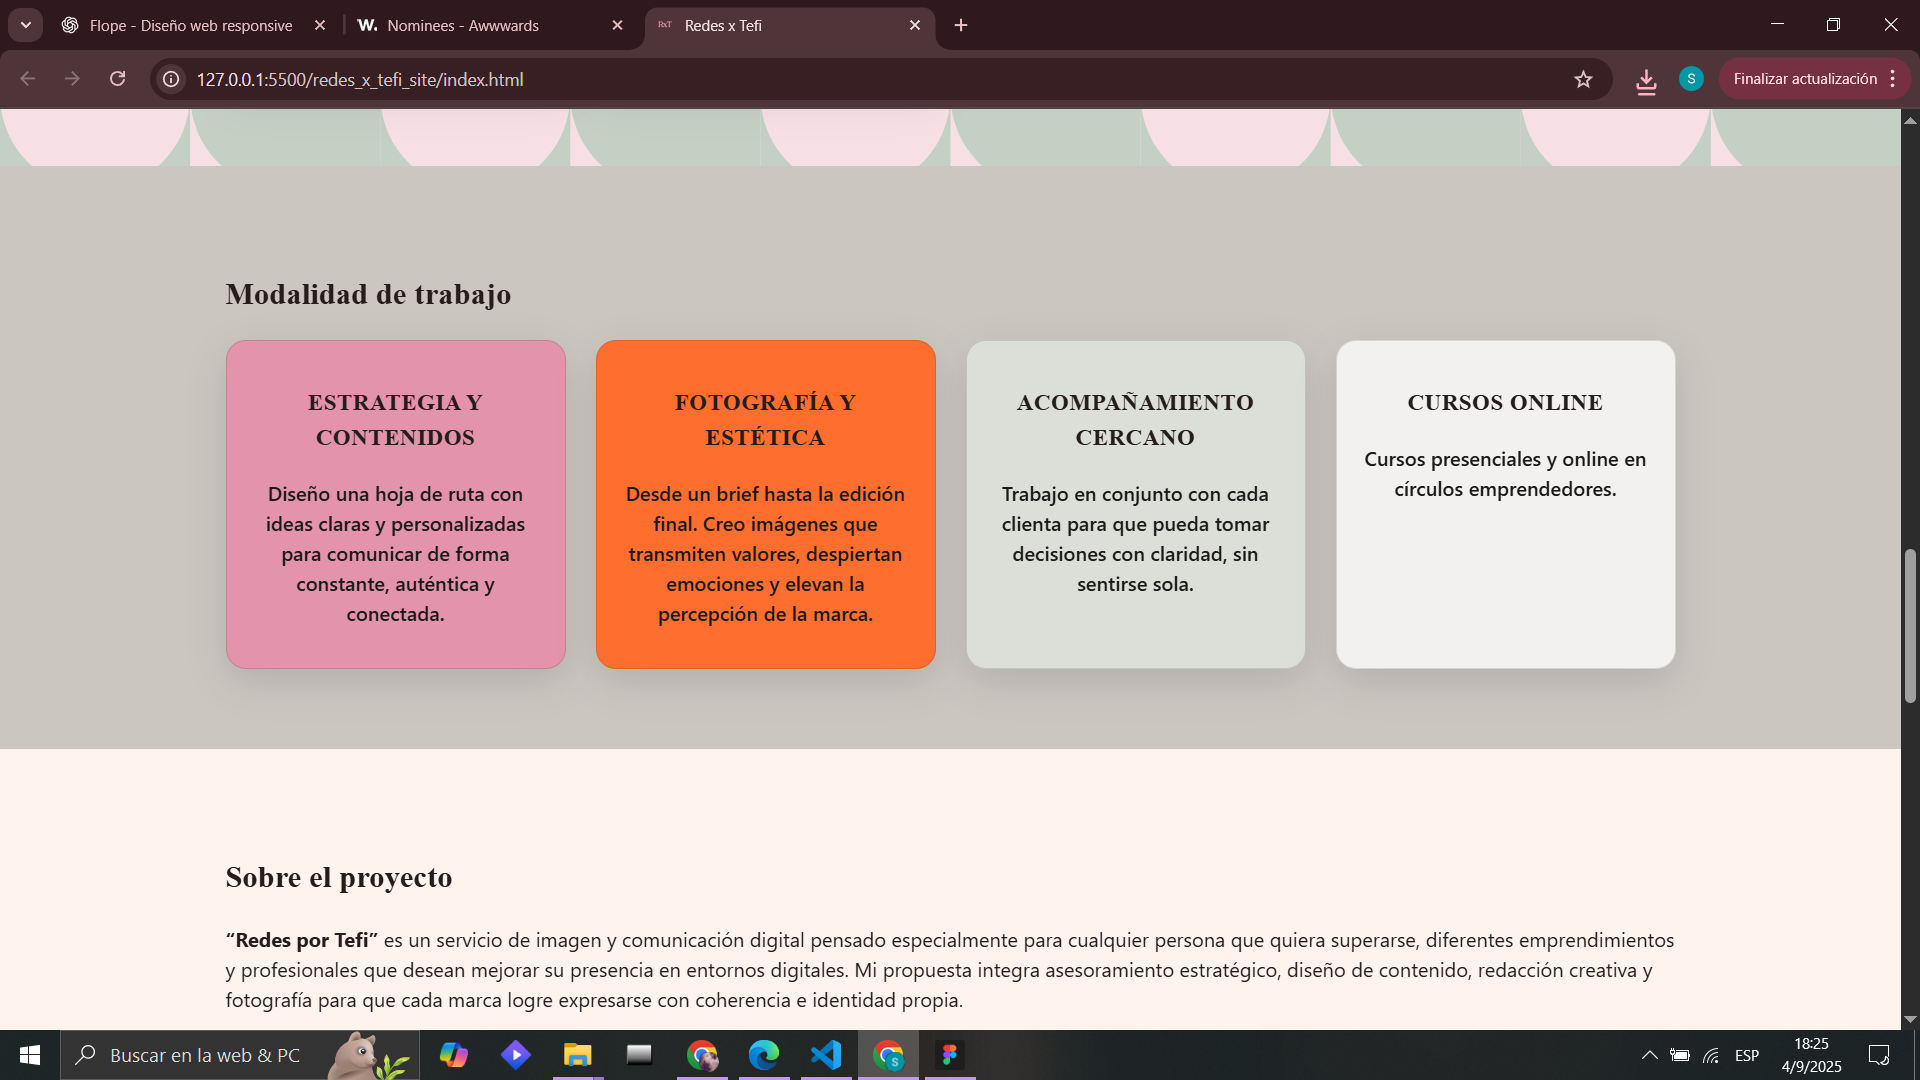 Flope - Diseño web responsive
W. Nominees - Awwwards
RxT Redes x Tefi
127.0.0.1:5500/redes_x_tefi_site/index.html
S
Finalizar actualización
Modalidad de trabajo
ESTRATEGIA Y
CONTENIDOS
Diseño una hoja de ruta con
ideas claras y personalizadas
para comunicar de forma
constante, auténtica y
conectada.
FOTOGRAFÍA Y
ESTÉTICA
Desde un brief hasta la edición
final. Creo imágenes que
transmiten valores, despiertan
emociones y elevan la
percepción de la marca.
ACOMPAÑAMIENTO
CERCANO
Trabajo en conjunto con cada
clienta para que pueda tomar
decisiones con claridad, sin
sentirse sola.
CURSOS ONLINE
Cursos presenciales y online en
círculos emprendedores.
Sobre el proyecto
“Redes por Tefi” es un servicio de imagen y comunicación digital pensado especialmente para cualquier persona que quiera superarse, diferentes emprendimientos
y profesionales que desean mejorar su presencia en entornos digitales. Mi propuesta integra asesoramiento estratégico, diseño de contenido, redacción creativa y
fotografía para que cada marca logre expresarse con coherencia e identidad propia.
Buscar en la web & PC
S
ESP
18:25
4/9/2025